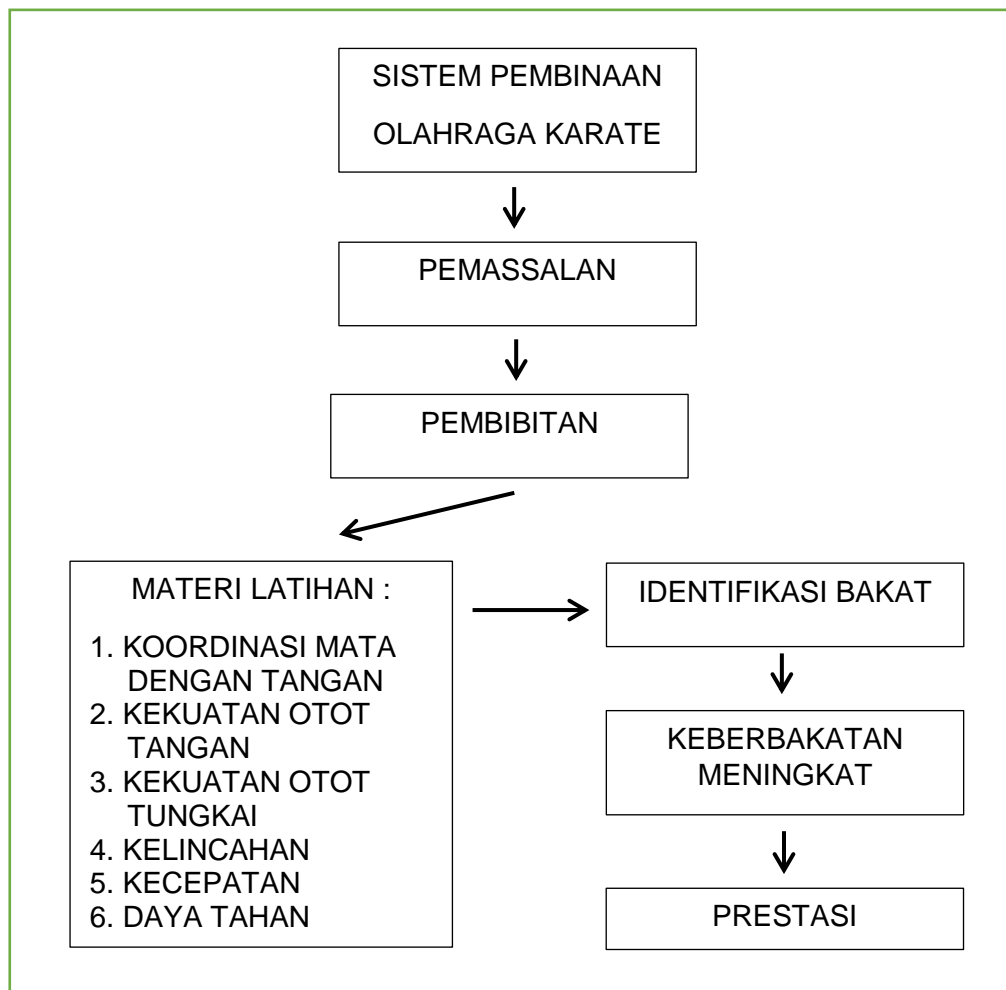 SISTEM PEMBINAAN
OLAHRAGA KARATE
PEMASSALAN
PEMBIBITAN
MATERI LATIHAN :
1. KOORDINASI MATA
DENGAN TANGAN
2. KEKUATAN OTOT
TANGAN
3. KEKUATAN OTOT
TUNGKAI
4. KELINCAHAN
5. KECEPATAN
6. DAYA TAHAN
IDENTIFIKASI BAKAT
KEBERBAKATAN
MENINGKAT
PRESTASI